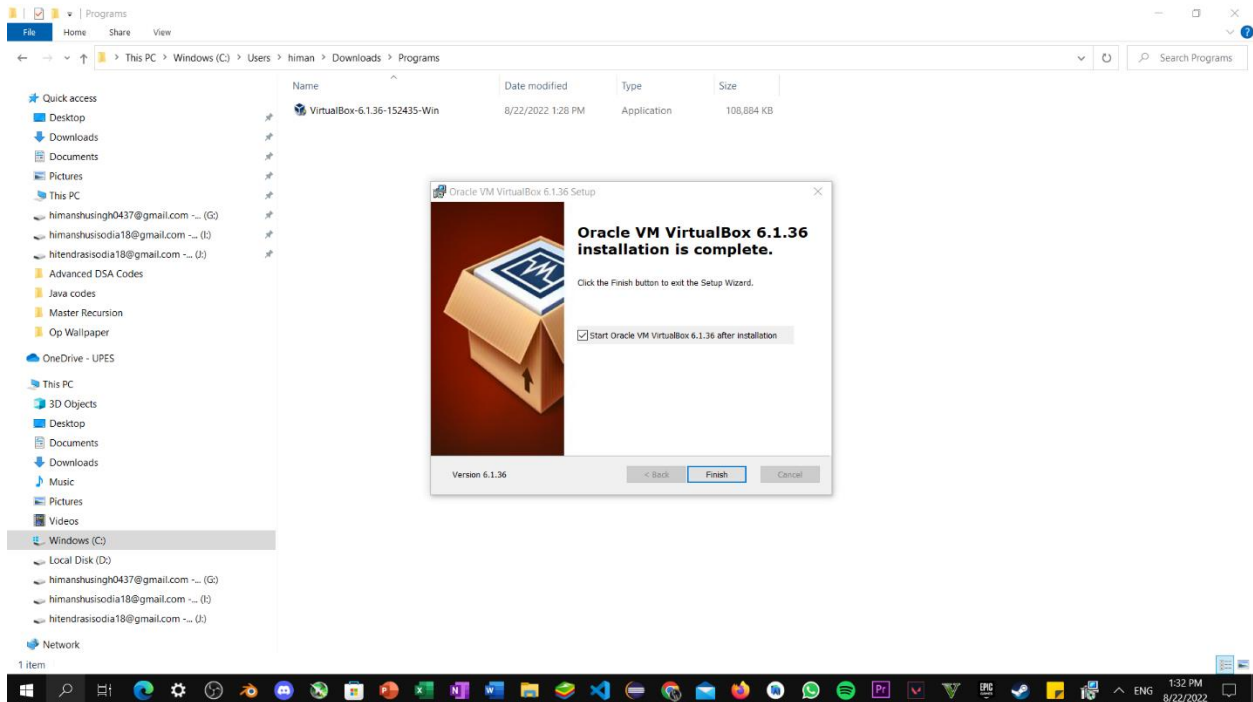 Programs
File Home Share View
This PC > Windows (C:) > Users > himan > Downloads > Programs
Search Programs
Name Date modified Type Size
VirtualBox-6.1.36-152435-Win 8/22/2022 1:28 PM Application 108,884 KB
Quick access
Desktop
Downloads
Documents
Pictures
This PC
himanshusingh0437@gmail.com -... (G:)
himanshusisodia18@gmail.com -... (I:)
hitendrasisodia18@gmail.com -... (J:)
Advanced DSA Codes
Java codes
Master Recursion
Op Wallpaper
OneDrive - UPES
This PC
3D Objects
Desktop
Documents
Downloads
Music
Pictures
Videos
Windows (C:)
Local Disk (D:)
himanshusingh0437@gmail.com -... (G:)
himanshusisodia18@gmail.com -... (I:)
hitendrasisodia18@gmail.com -... (J:)
Network
1 item
Oracle VM VirtualBox 6.1.36 Setup
Oracle VM VirtualBox 6.1.36
installation is complete.
Click the Finish button to exit the Setup Wizard.
Start Oracle VM VirtualBox 6.1.36 after installation
Version 6.1.36 < Back Finish Cancel
ENG 1:32 PM
8/22/2022